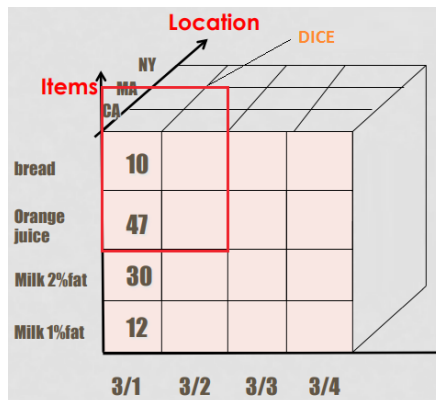 Location
DICE
NY
Items
MA
CA
bread
10
Orange
juice
47
Milk 2%fat
30
Milk 1%fat
12
3/1 3/2 3/3 3/4